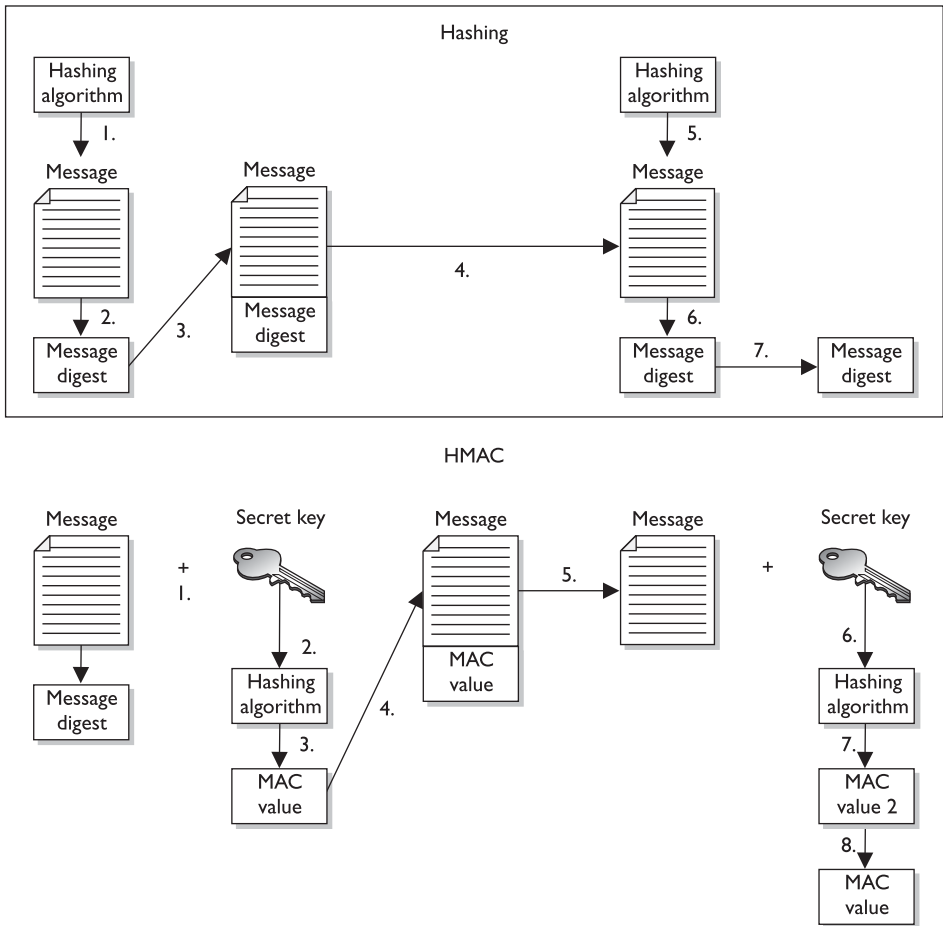 Hashing
Hashing
algorithm
1.
Message
2.
Message
digest
3.
Message
Message
digest
4.
Hashing
algorithm
5.
Message
6.
Message
digest
7.
Message
digest
HMAC
Message
Message
digest
+
1.
Secret key
2.
Hashing
algorithm
3.
MAC
value
4.
Message
MAC
value
5.
Message
+
Secret key
6.
Hashing
algorithm
7.
MAC
value 2
8.
MAC
value